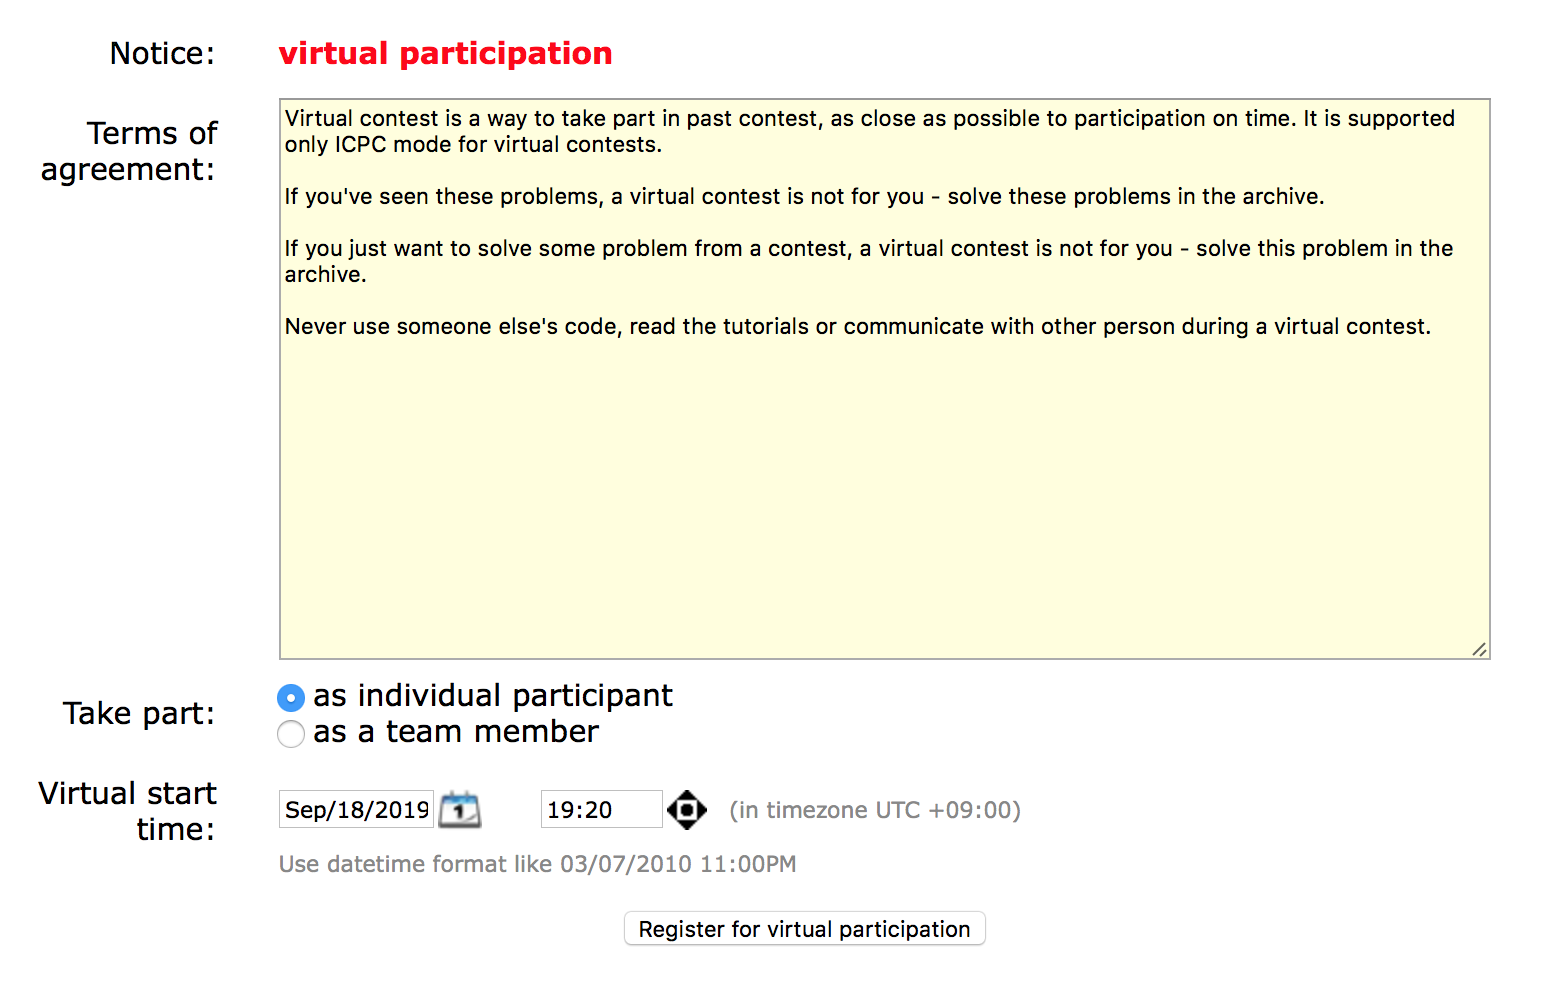 Notice:
virtual participation
Terms of
agreement:
Virtual contest is a way to take part in past contest, as close as possible to participation on time. It is supported
only ICPC mode for virtual contests.
If you've seen these problems, a virtual contest is not for you - solve these problems in the archive.
If you just want to solve some problem from a contest, a virtual contest is not for you - solve this problem in the
archive.
Never use someone else's code, read the tutorials or communicate with other person during a virtual contest.
Take part:
as individual participant
as a team member
Virtual start
time:
Sep/18/2019
1
19:20
(in timezone UTC +09:00)
Use datetime format like 03/07/2010 11:00PM
Register for virtual participation